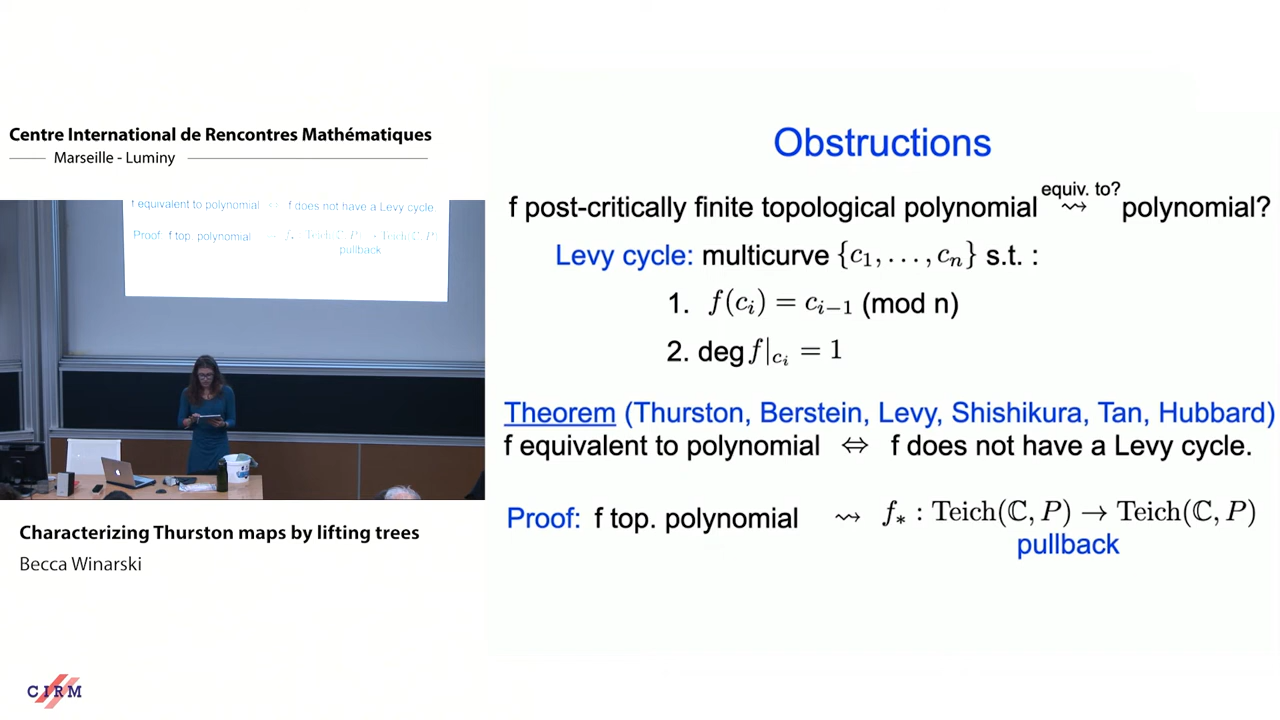 Centre International de Rencontres Mathématiques
Marseille - Luminy
f equivalent to polynomial ⇔ f does not have a Levy cycle.
Proof: f top. polynomial ⇝ f_* : Teich(ℂ, P) → Teich(ℂ, P)
pullback
Characterizing Thurston maps by lifting trees
Becca Winarski
CIRM
Obstructions
f post-critically finite topological polynomial equiv. to? ⇝ polynomial?
Levy cycle: multicurve {c_1, . . . , c_n} s.t. :
1. f(c_i) = c_{i−1} (mod n)
2. deg f|_{c_i} = 1
Theorem (Thurston, Berstein, Levy, Shishikura, Tan, Hubbard)
f equivalent to polynomial ⇔ f does not have a Levy cycle.
Proof: f top. polynomial ⇝ f_* : Teich(ℂ, P) → Teich(ℂ, P)
pullback